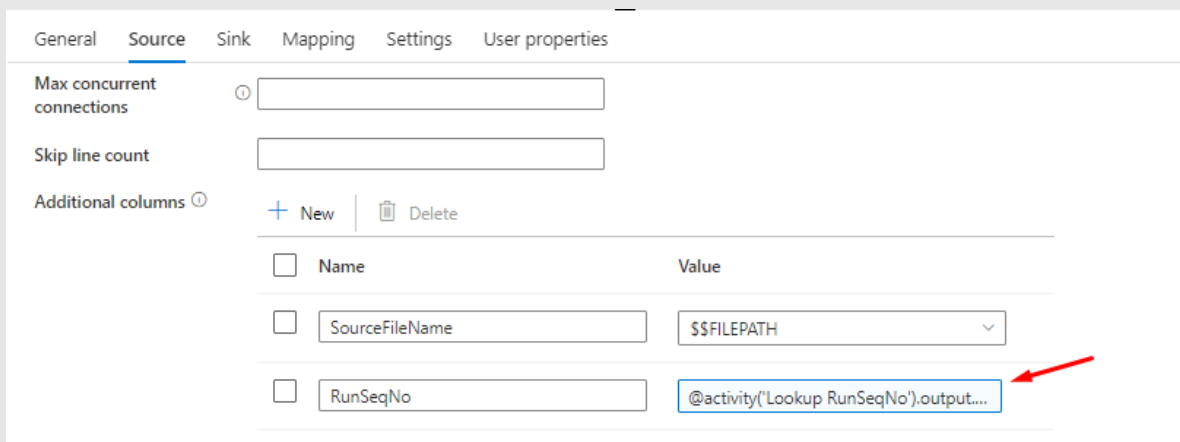 General Source Sink Mapping Settings User properties
Max concurrent
connections
Skip line count
Additional columns
New Delete
Name Value
SourceFileName $$FILEPATH
RunSeqNo @activity('Lookup RunSeqNo').output....